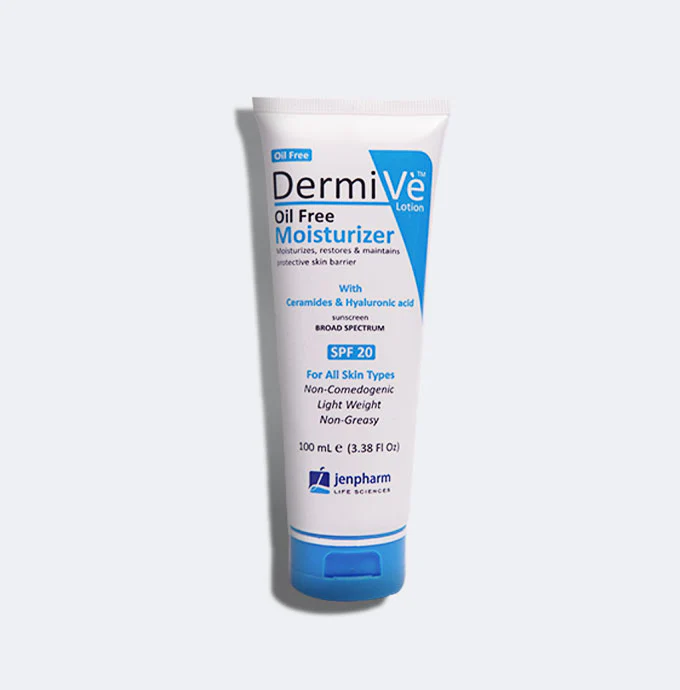 Oil Free
DermiVè™
Lotion
Oil Free
Moisturizer
Moisturizes, restores & maintains
protective skin barrier
With
Ceramides & Hyaluronic acid
sunscreen
BROAD SPECTRUM
SPF 20
For All Skin Types
Non-Comedogenic
Light Weight
Non-Greasy
100 mL ℮ (3.38 Fl Oz)
jenpharm
LIFE SCIENCES